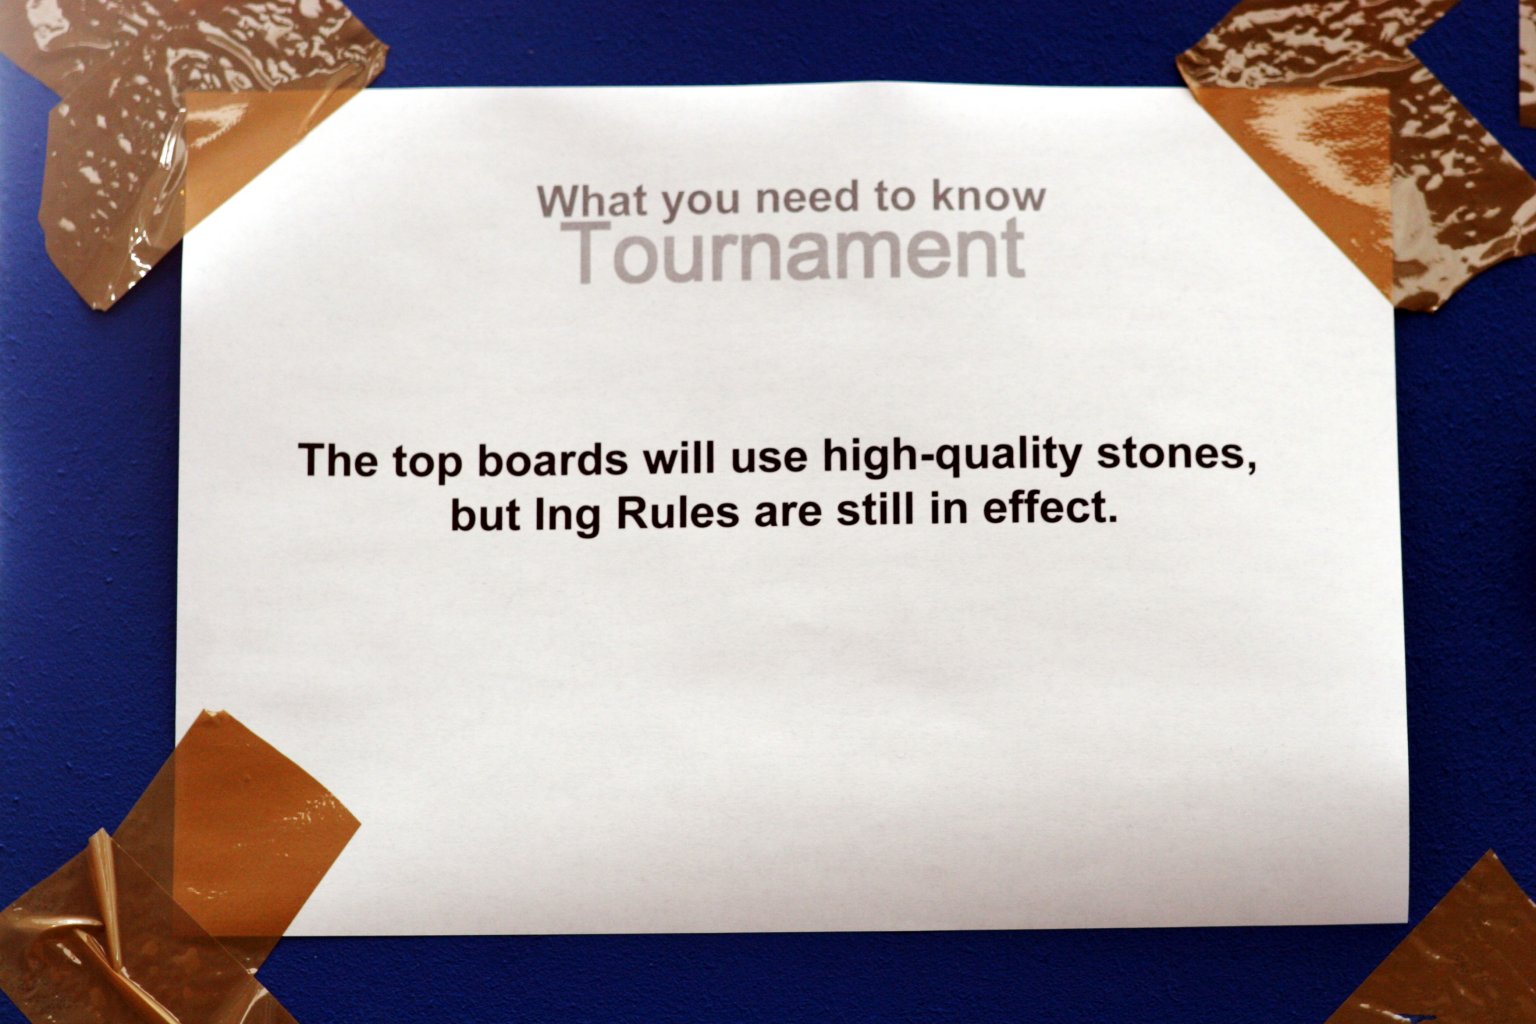 What you need to know
Tournament
The top boards will use high-quality stones,
but Ing Rules are still in effect.